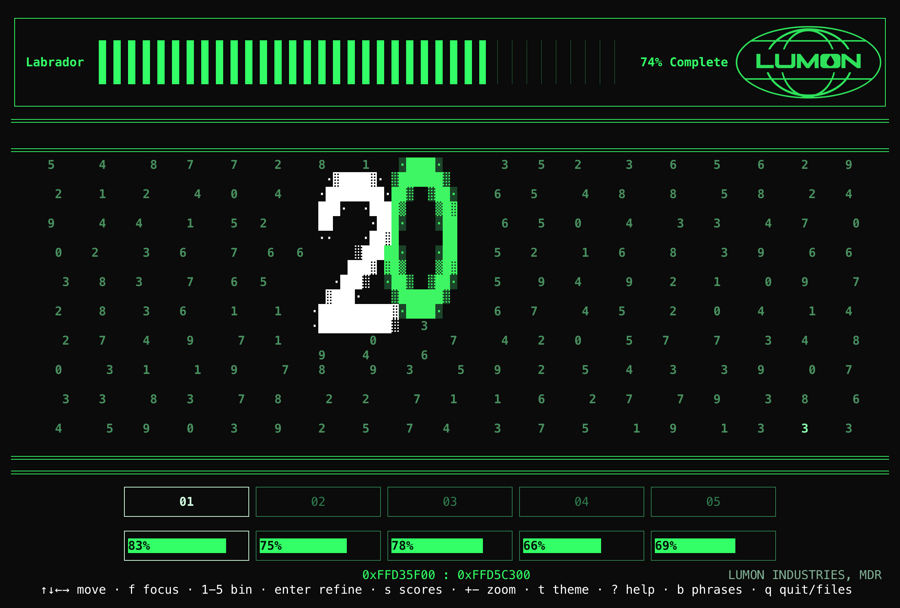 Labrador 74% Complete LUMON
5 4 8 7 7 2 8 1 3 5 2 3 6 5 6 2 9
2 1 2 4 0 4 6 5 4 8 8 5 8 2 4
9 4 4 1 5 2 6 5 0 4 3 3 4 7 0
0 2 3 6 7 6 6 5 2 1 6 8 3 9 6 6
3 8 3 7 6 5 5 9 4 9 2 1 0 9 7
2 8 3 6 1 1 6 7 4 5 2 0 4 1 4
20
3
2 7 4 9 7 1 0 7 4 2 0 5 7 7 3 4 8
9 4 6
0 3 1 1 9 7 8 9 3 5 9 2 5 4 3 3 9 0 7
3 3 8 3 7 8 2 2 7 1 1 6 2 7 7 9 3 8 6
4 5 9 0 3 9 2 5 7 4 3 7 5 1 9 1 3 3 3
01 02 03 04 05
83% 75% 78% 66% 69%
0xFFD35F00 : 0xFFD5C300 LUMON INDUSTRIES, MDR
↑↓←→ move · f focus · 1–5 bin · enter refine · s scores · +− zoom · t theme · ? help · b phrases · q quit/files